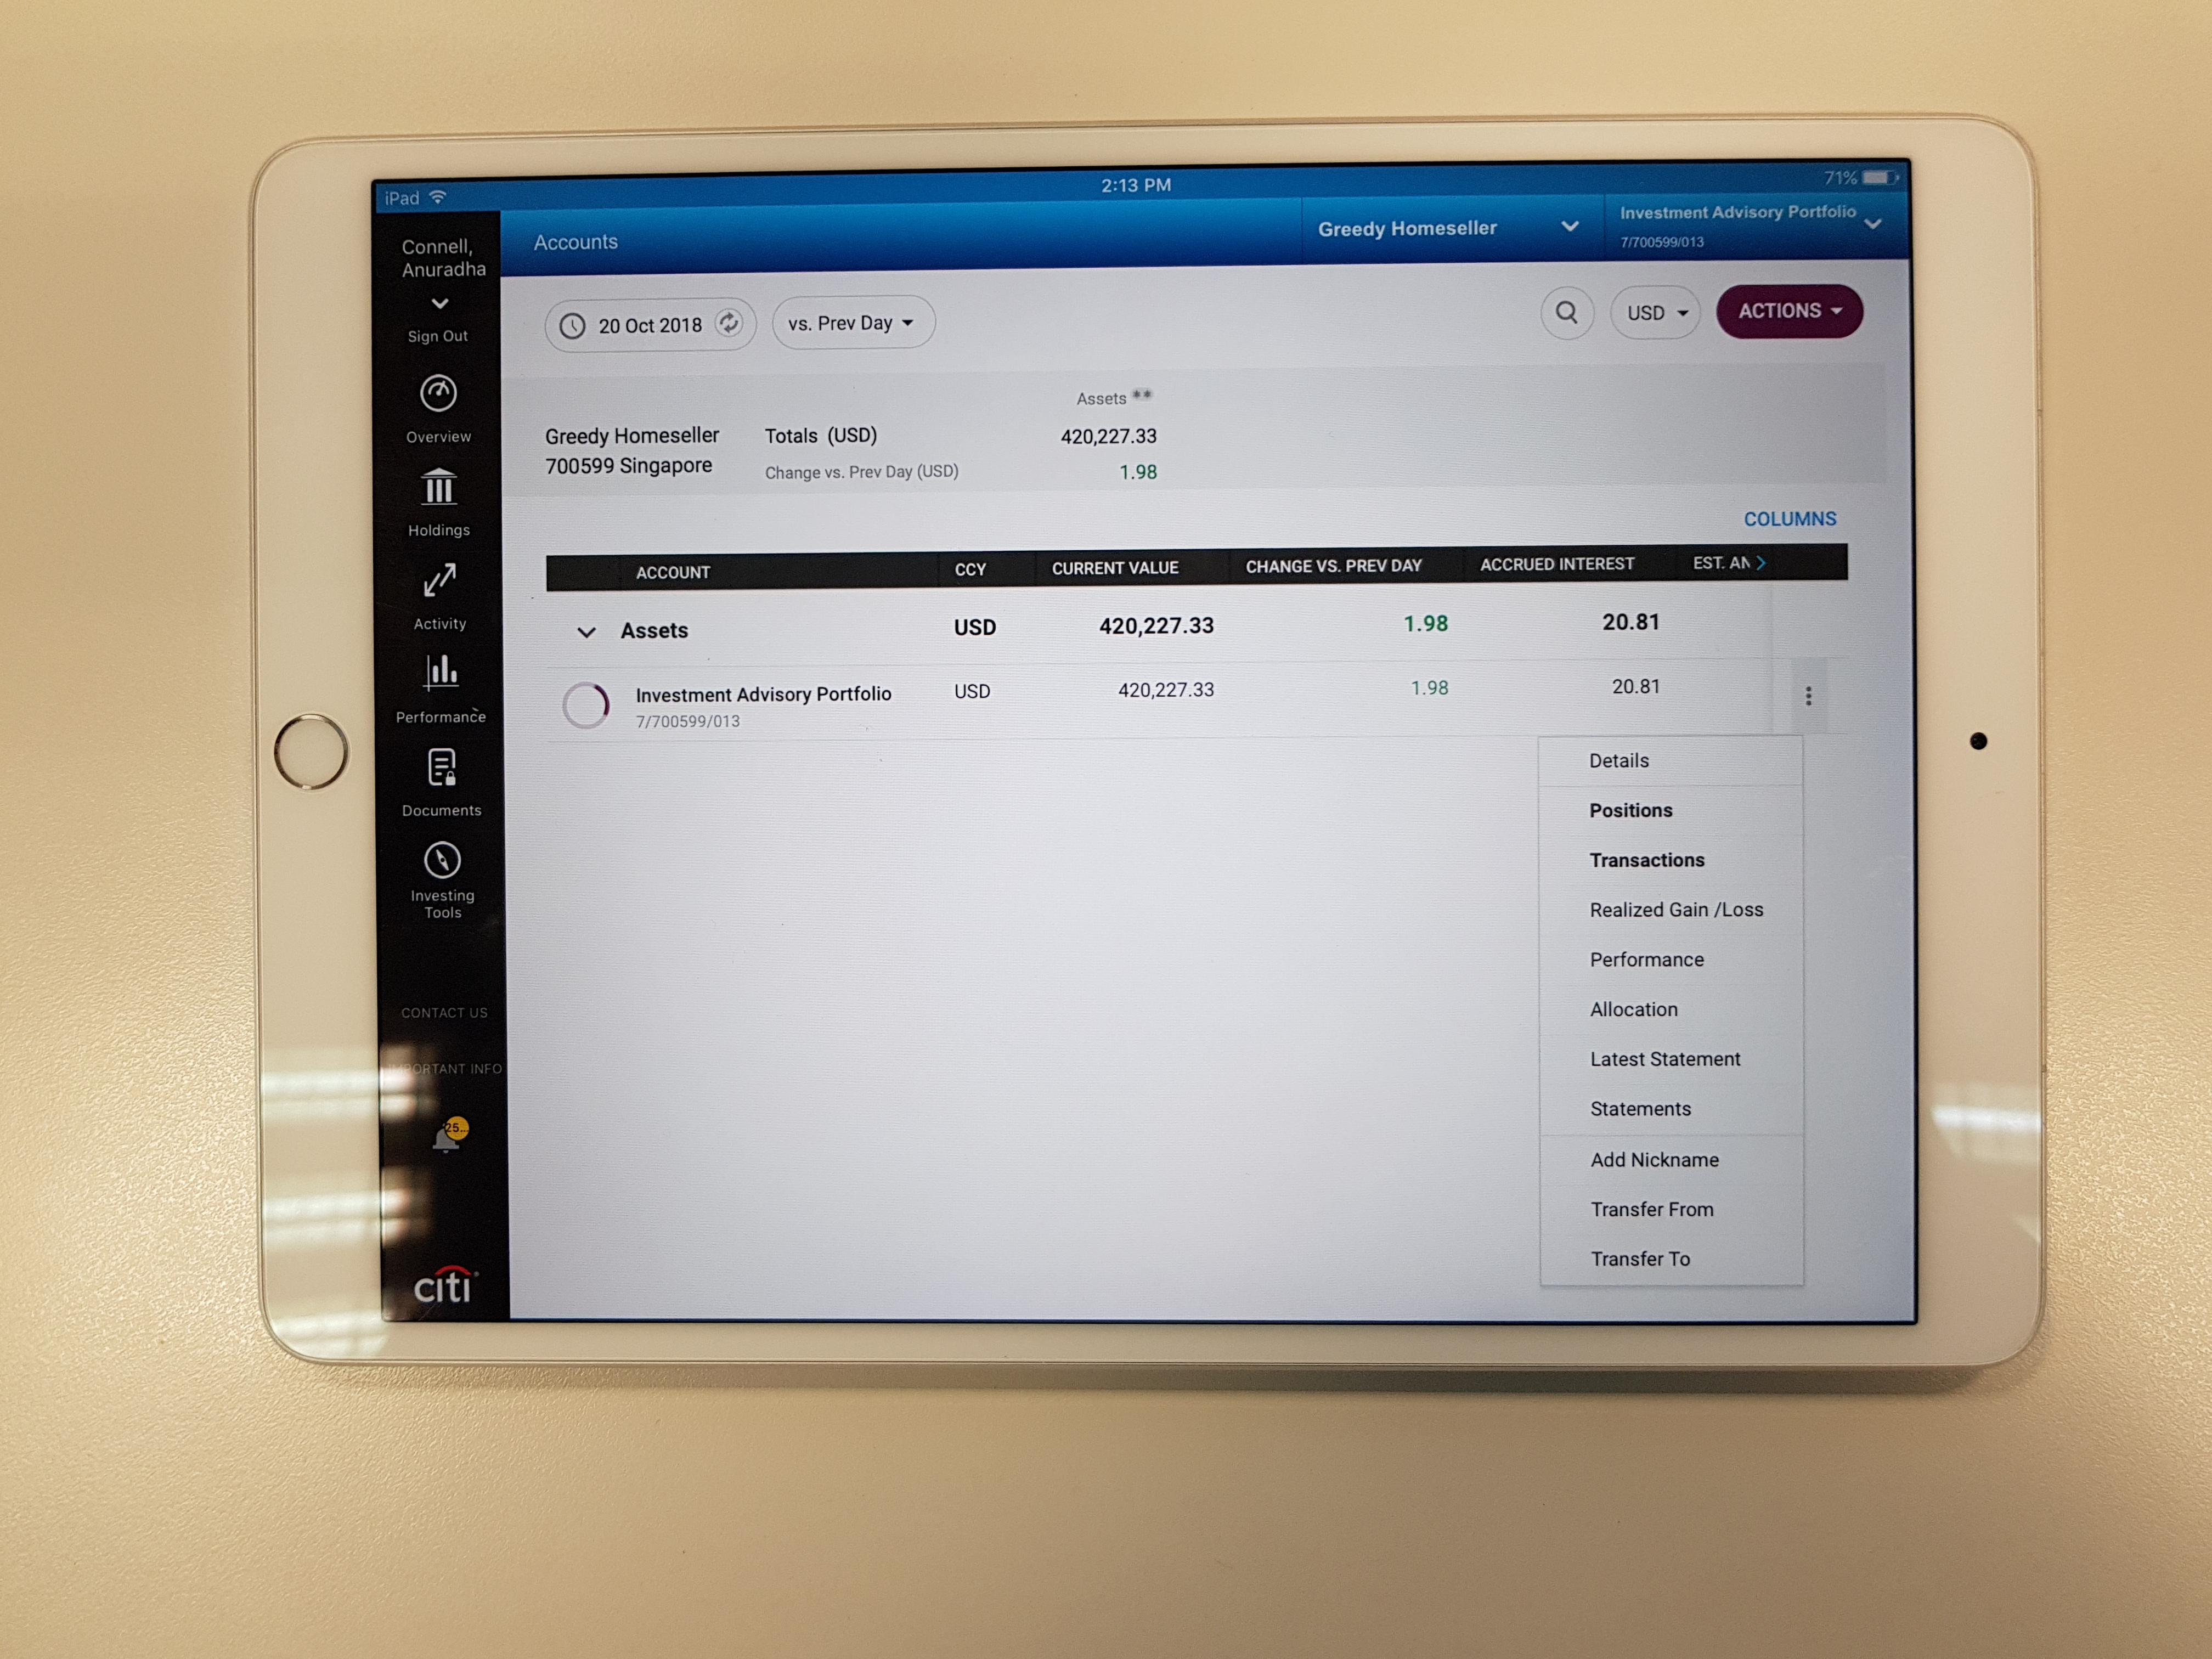 iPad
2:13 PM
71%
Connell,
Anuradha
Sign Out
Overview
Holdings
Activity
Performance
Documents
Investing
Tools
CONTACT US
25...
citi
Accounts
Greedy Homeseller
Investment Advisory Portfolio
7/700599/013
20 Oct 2018
vs. Prev Day
USD
ACTIONS
Assets **
Greedy Homeseller
Totals (USD)
420,227.33
700599 Singapore
Change vs. Prev Day (USD)
1.98
COLUMNS
ACCOUNT CCY CURRENT VALUE CHANGE VS. PREV DAY ACCRUED INTEREST EST. AN
Assets USD 420,227.33 1.98 20.81
Investment Advisory Portfolio USD 420,227.33 1.98 20.81
7/700599/013
Details
Positions
Transactions
Realized Gain /Loss
Performance
Allocation
Latest Statement
Statements
Add Nickname
Transfer From
Transfer To